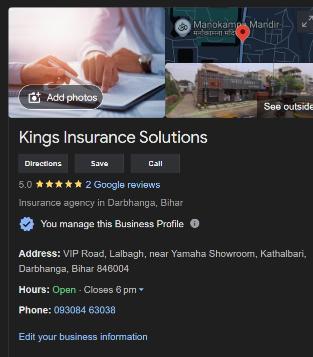 Manokamna Mandir
Add photos
See outside
Kings Insurance Solutions
Directions Save Call
5.0 2 Google reviews
Insurance agency in Darbhanga, Bihar
You manage this Business Profile
Address: VIP Road, Lalbagh, near Yamaha Showroom, Kathalbari,
Darbhanga, Bihar 846004
Hours: Open · Closes 6 pm
Phone: 093084 63038
Edit your business information